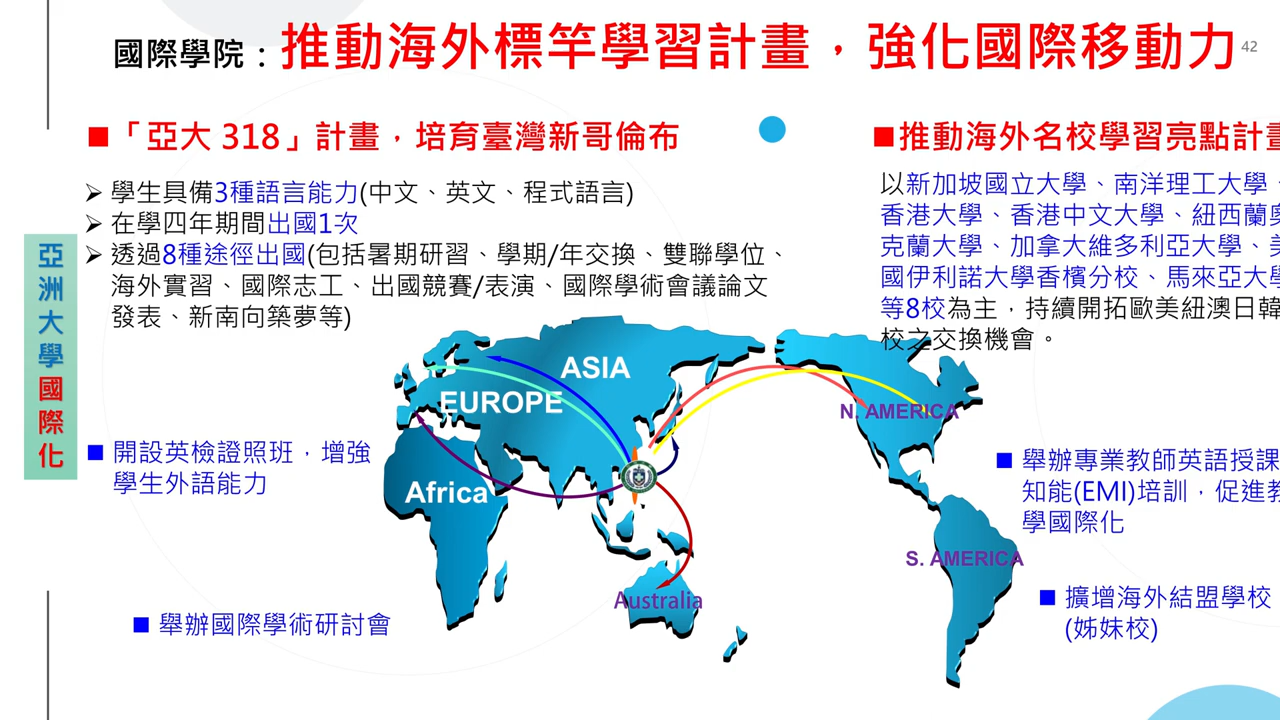 國際學院：推動海外標竿學習計畫，強化國際移動力
42
■「亞大 318」計畫，培育臺灣新哥倫布
➢ 學生具備3種語言能力(中文、英文、程式語言)
➢ 在學四年期間出國1次
➢ 透過8種途徑出國(包括暑期研習、學期/年交換、雙聯學位、
海外實習、國際志工、出國競賽/表演、國際學術會議論文
發表、新南向築夢等)
■推動海外名校學習亮點計畫
以新加坡國立大學、南洋理工大學、
香港大學、香港中文大學、紐西蘭奧
克蘭大學、加拿大維多利亞大學、美
國伊利諾大學香檳分校、馬來亞大學
等8校為主，持續開拓歐美紐澳日韓
校之交換機會。
亞洲大學國際化
ASIA
EUROPE
N. AMERICA
Africa
S. AMERICA
Australia
■ 開設英檢證照班，增強
學生外語能力
■ 舉辦專業教師英語授課
知能(EMI)培訓，促進教
學國際化
■ 舉辦國際學術研討會
■ 擴增海外結盟學校
(姊妹校)